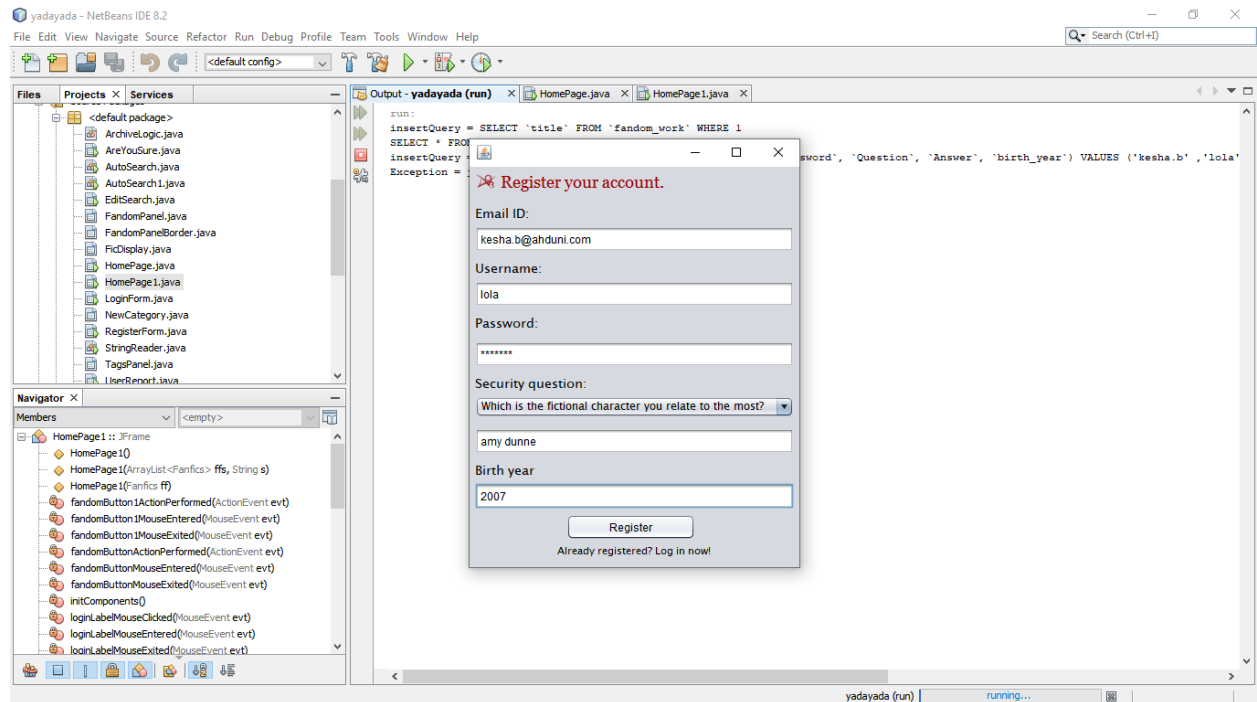 yadayada - NetBeans IDE 8.2
File Edit View Navigate Source Refactor Run Debug Profile Team Tools Window Help
Search (Ctrl+I)
<default config>
Files Projects × Services
Output - yadayada (run) × HomePage.java × HomePage1.java ×
<default package>
ArchiveLogic.java
AreYouSure.java
AutoSearch.java
AutoSearch1.java
EditSearch.java
FandomPanel.java
FandomPanelBorder.java
FicDisplay.java
HomePage.java
HomePage1.java
LoginForm.java
NewCategory.java
RegisterForm.java
StringReader.java
TagsPanel.java
UserReport.java
run:
insertQuery = SELECT `title` FROM `fandom_work` WHERE 1
SELECT * FRO
insertQuery = sword`, `Question`, `Answer`, `birth_year`) VALUES ('kesha.b' ,'lola'
Exception =
Register your account.
Email ID:
kesha.b@ahduni.com
Username:
lola
Password:
*******
Security question:
Which is the fictional character you relate to the most?
amy dunne
Birth year
2007
Register
Already registered? Log in now!
Navigator ×
Members <empty>
HomePage1 :: JFrame
HomePage1()
HomePage1(ArrayList<Fanfics> ffs, String s)
HomePage1(Fanfics ff)
fandomButton1ActionPerformed(ActionEvent evt)
fandomButton1MouseEntered(MouseEvent evt)
fandomButton1MouseExited(MouseEvent evt)
fandomButtonActionPerformed(ActionEvent evt)
fandomButtonMouseEntered(MouseEvent evt)
fandomButtonMouseExited(MouseEvent evt)
initComponents()
loginLabelMouseClicked(MouseEvent evt)
loginLabelMouseEntered(MouseEvent evt)
loginLabelMouseExited(MouseEvent evt)
yadayada (run) running...